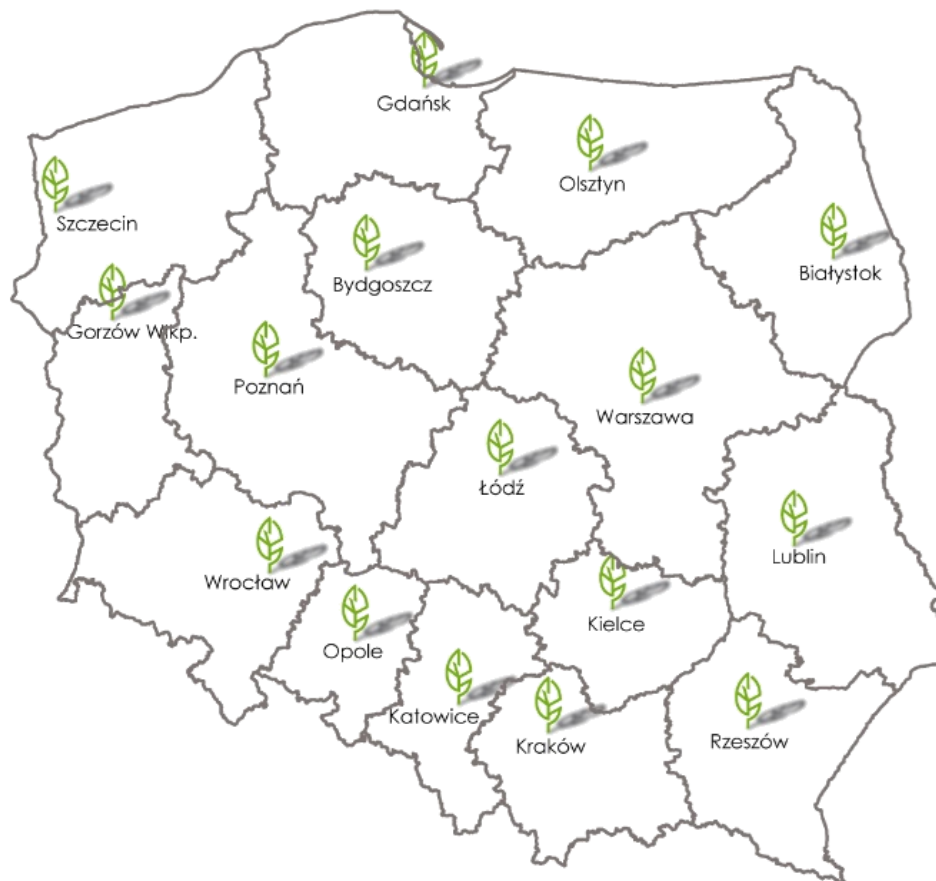 Gdańsk
Olsztyn
Szczecin
Białystok
Bydgoszcz
Gorzów Wlkp.
Poznań
Warszawa
Łódź
Lublin
Wrocław
Kielce
Opole
Katowice
Kraków
Rzeszów